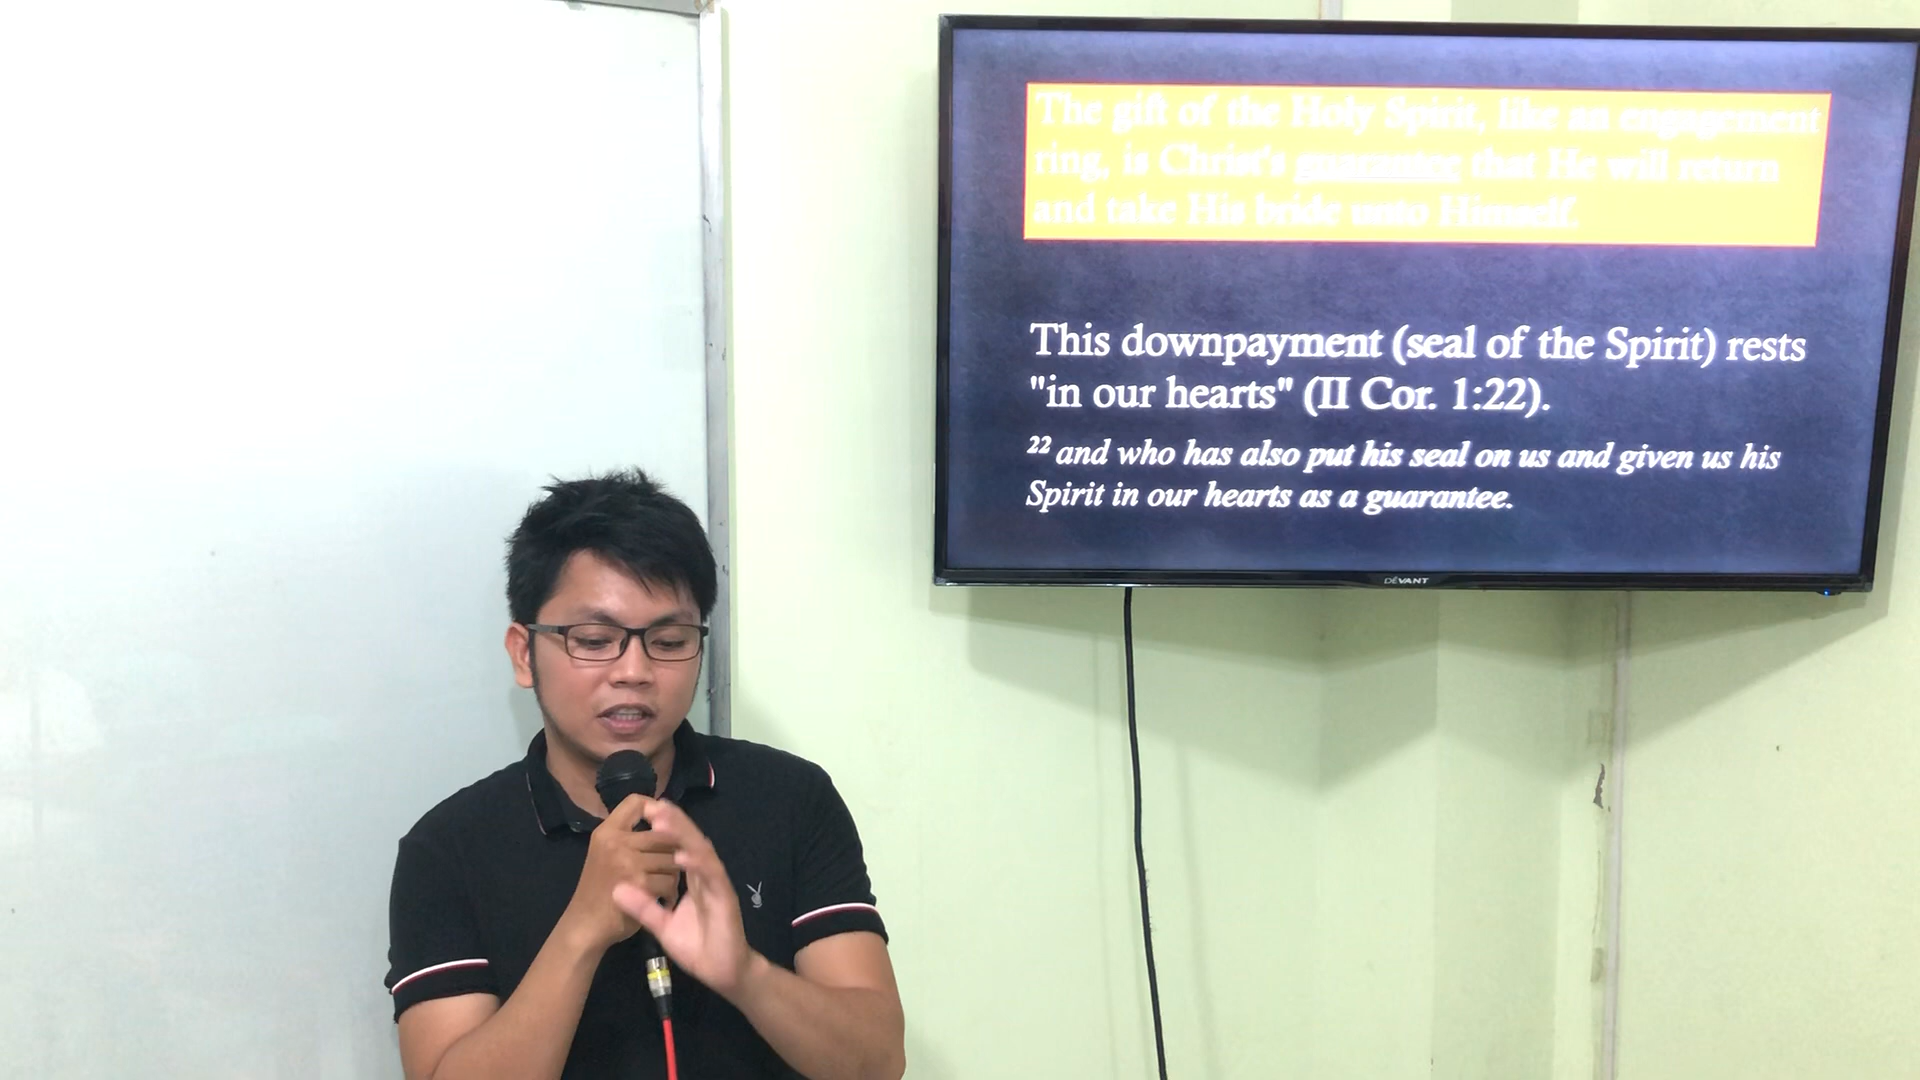 The gift of the Holy Spirit, like an engagement
ring, is Christ's guarantee that He will return
and take His bride unto Himself.
This downpayment (seal of the Spirit) rests
"in our hearts" (II Cor. 1:22).
22 and who has also put his seal on us and given us his
Spirit in our hearts as a guarantee.
DEVANT